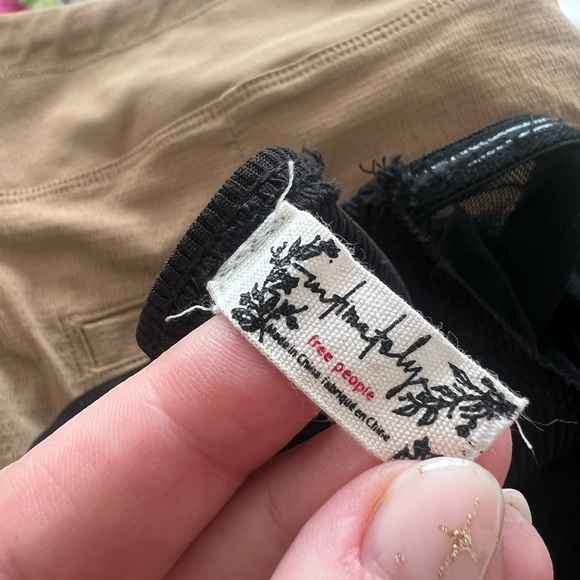 intimately
free people
Made in China Fabriqué en Chine